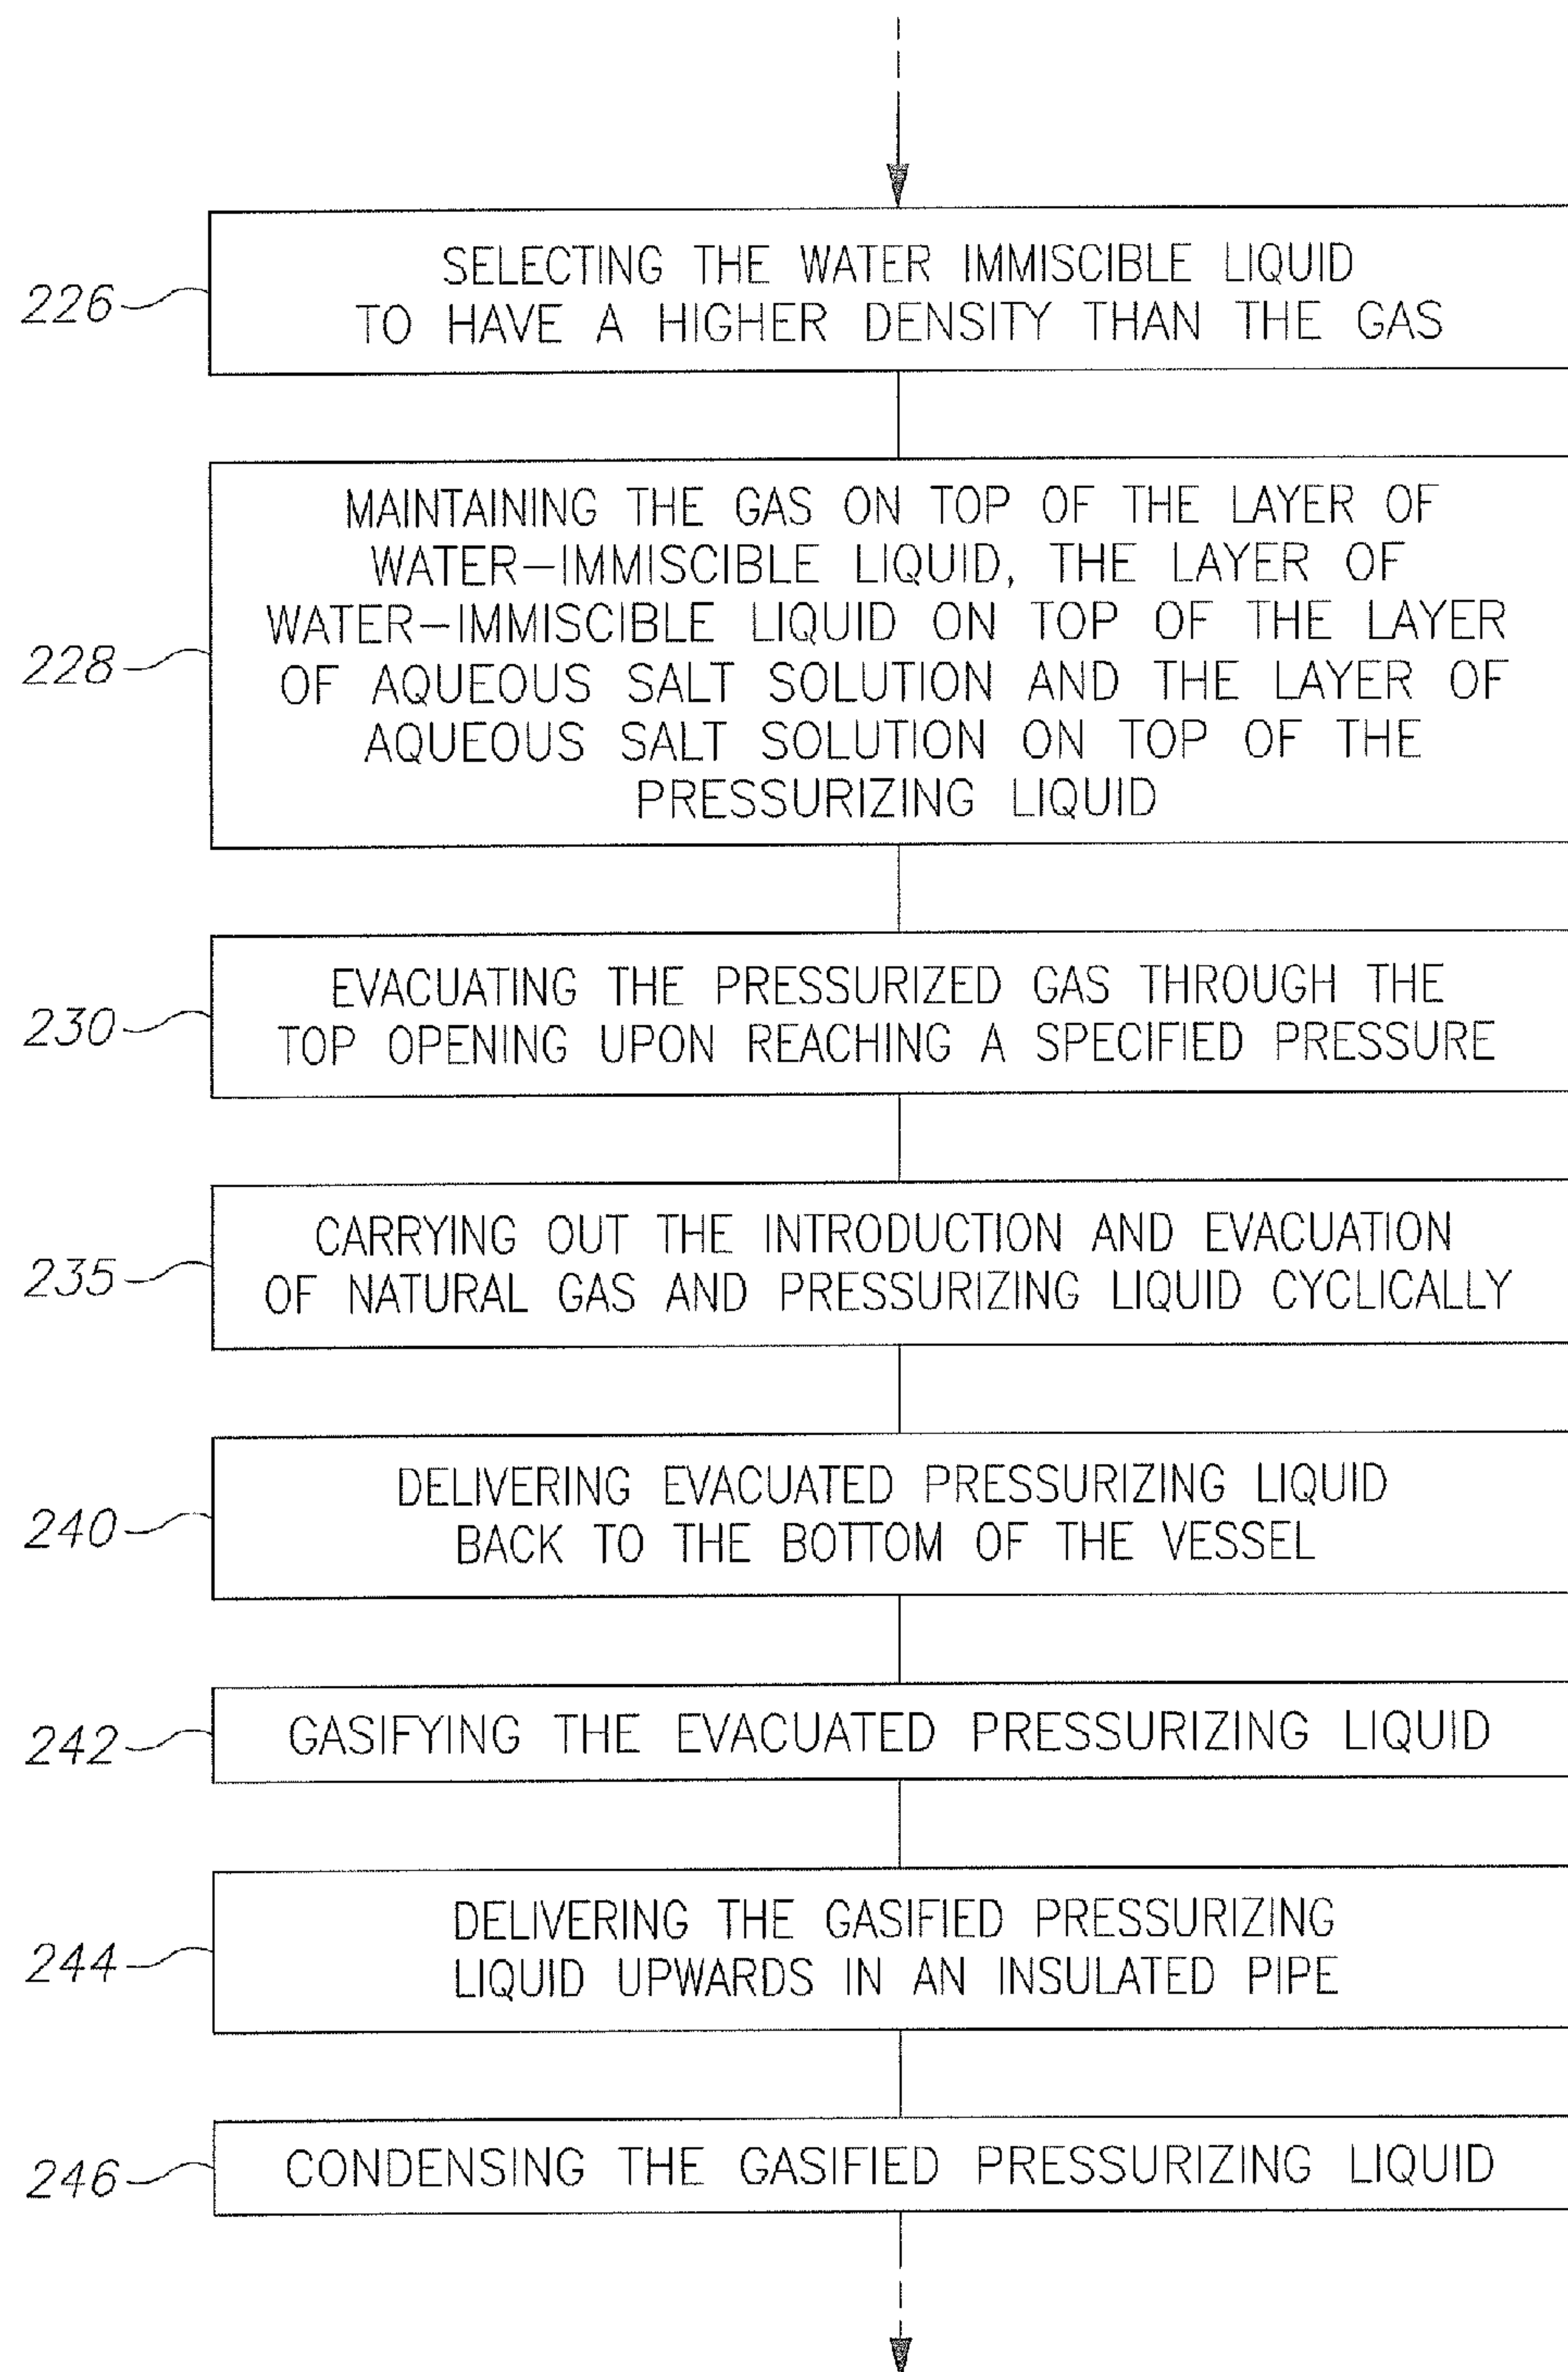 226
SELECTING THE WATER IMMISCIBLE LIQUID
TO HAVE A HIGHER DENSITY THAN THE GAS
228
MAINTAINING THE GAS ON TOP OF THE LAYER OF
WATER-IMMISCIBLE LIQUID, THE LAYER OF
WATER-IMMISCIBLE LIQUID ON TOP OF THE LAYER
OF AQUEOUS SALT SOLUTION AND THE LAYER OF
AQUEOUS SALT SOLUTION ON TOP OF THE
PRESSURIZING LIQUID
230
EVACUATING THE PRESSURIZED GAS THROUGH THE
TOP OPENING UPON REACHING A SPECIFIED PRESSURE
235
CARRYING OUT THE INTRODUCTION AND EVACUATION
OF NATURAL GAS AND PRESSURIZING LIQUID CYCLICALLY
240
DELIVERING EVACUATED PRESSURIZING LIQUID
BACK TO THE BOTTOM OF THE VESSEL
242
GASIFYING THE EVACUATED PRESSURIZING LIQUID
244
DELIVERING THE GASIFIED PRESSURIZING
LIQUID UPWARDS IN AN INSULATED PIPE
246
CONDENSING THE GASIFIED PRESSURIZING LIQUID